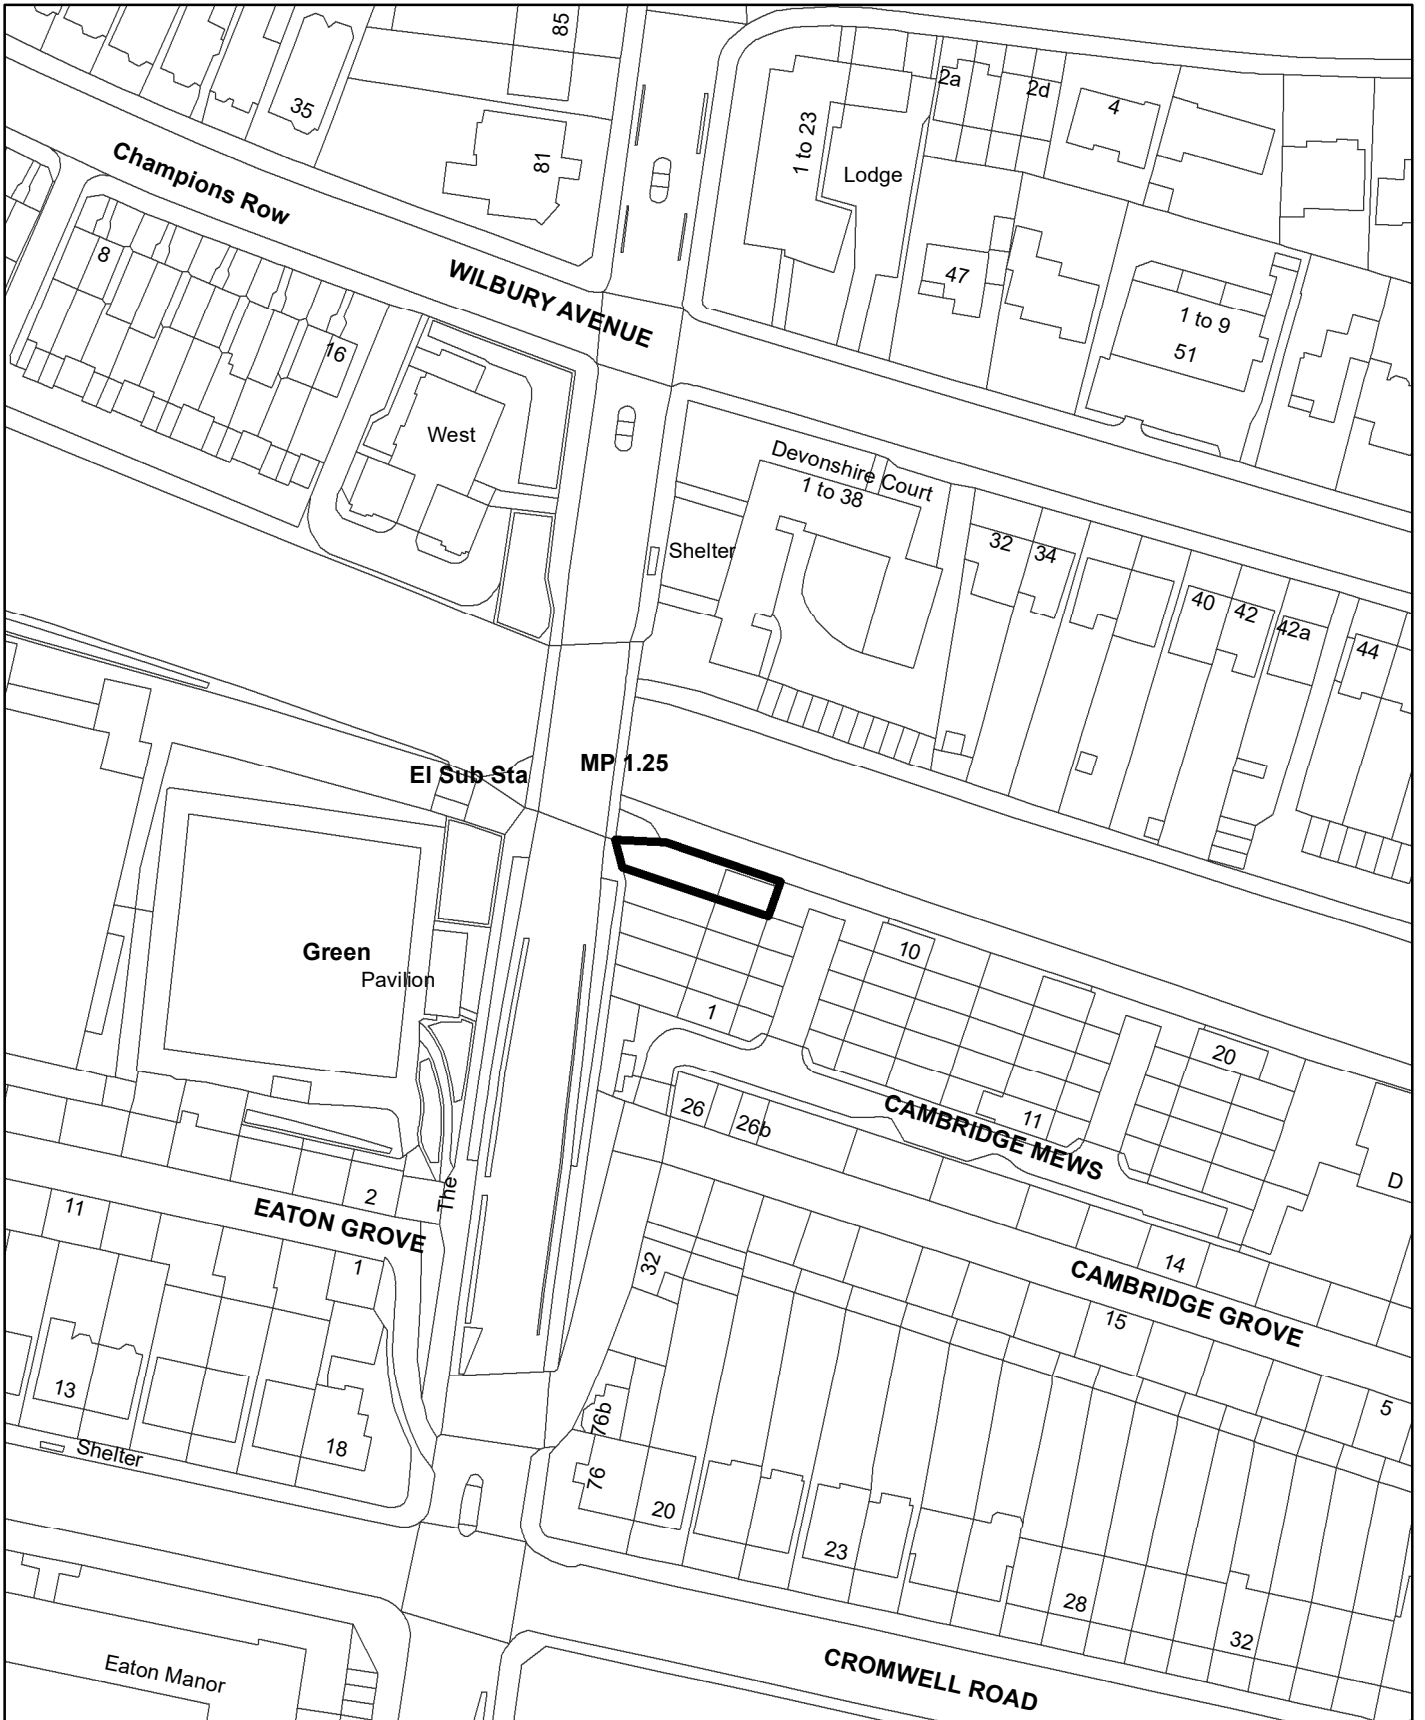 85
35
81
Champions Row
8
WILBURY AVENUE
16
West
1 to 23
Lodge
2a
2d
4
47
1 to 9
51
Devonshire Court
1 to 38
Shelter
32
34
40
42
42a
44
El Sub Sta
MP 1.25
Green
Pavilion
1
10
20
26
26b
11
CAMBRIDGE MEWS
D
2
The
11
EATON GROVE
1
32
14
CAMBRIDGE GROVE
15
5
13
18
Shelter
76b
76
20
23
28
32
Eaton Manor
CROMWELL ROAD